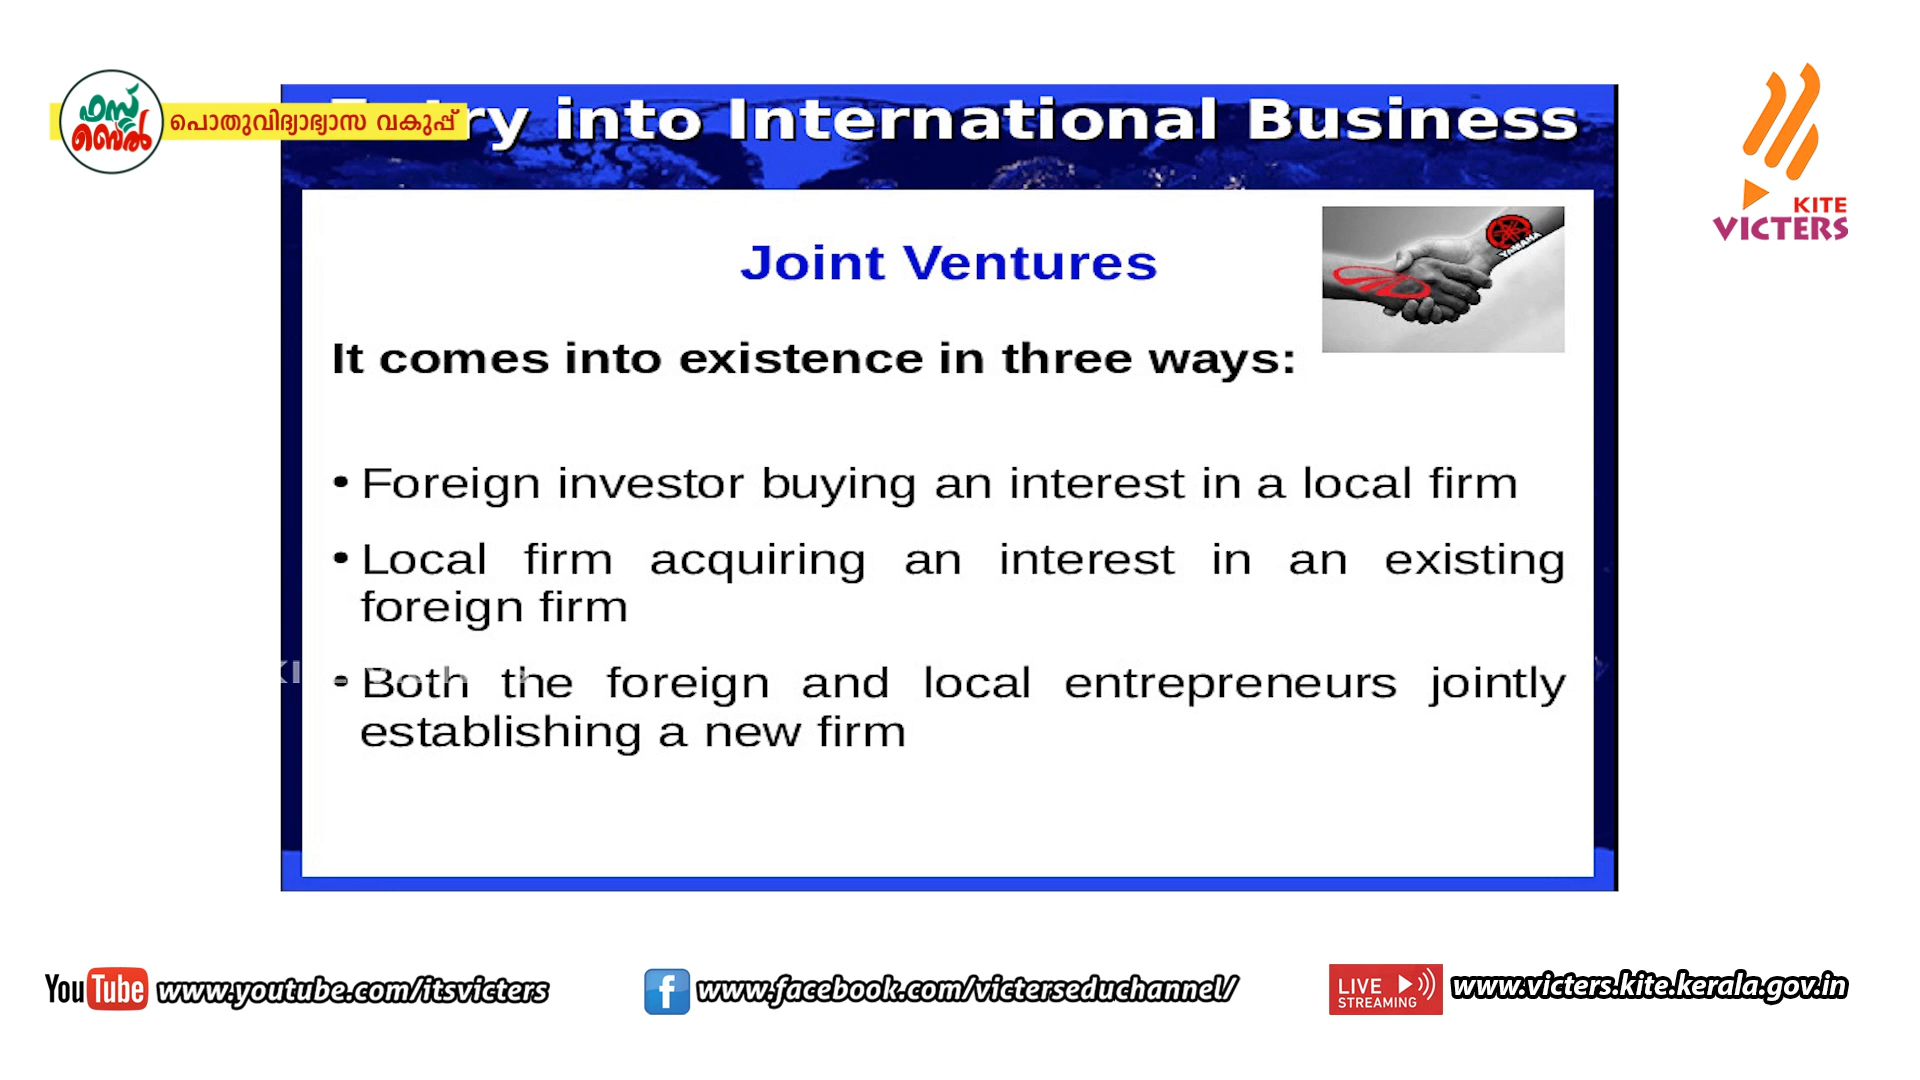 ഫസ്റ്റ്
ബെൽ
പൊതുവിദ്യാഭ്യാസ വകുപ്പ്
Entry into International Business
KITE
VICTERS
Joint Ventures
YAMAHA
It comes into existence in three ways:
• Foreign investor buying an interest in a local firm
• Local firm acquiring an interest in an existing
foreign firm
• Both the foreign and local entrepreneurs jointly
establishing a new firm
YouTube www.youtube.com/itsvicters
f www.facebook.com/victerseduchannel/
LIVE
STREAMING
www.victers.kite.kerala.gov.in